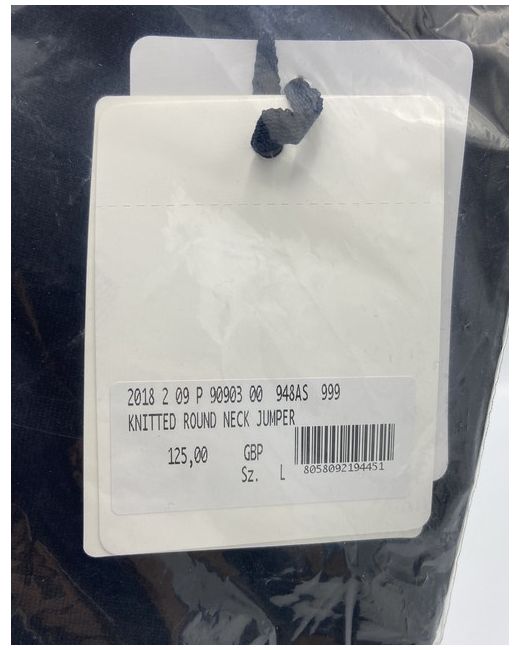 2018 2 09 P 90903 00 948AS 999
KNITTED ROUND NECK JUMPER
125,00 GBP
Sz. L
8058092194451